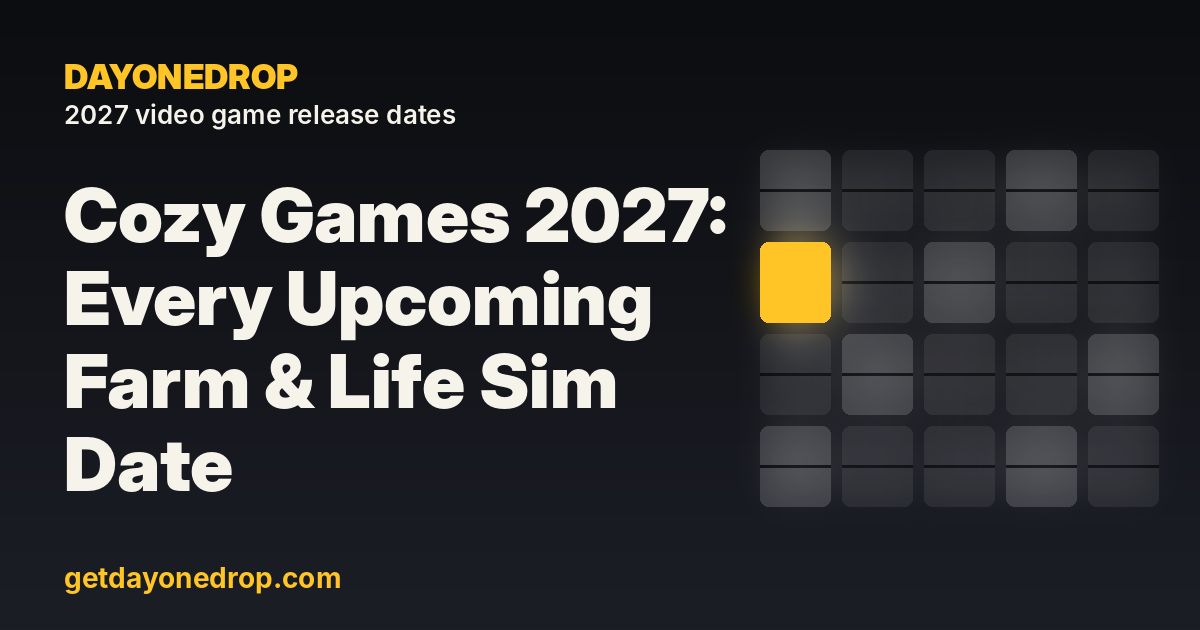 DAYONEDROP
2027 video game release dates
Cozy Games 2027:
Every Upcoming
Farm & Life Sim
Date
getdayonedrop.com